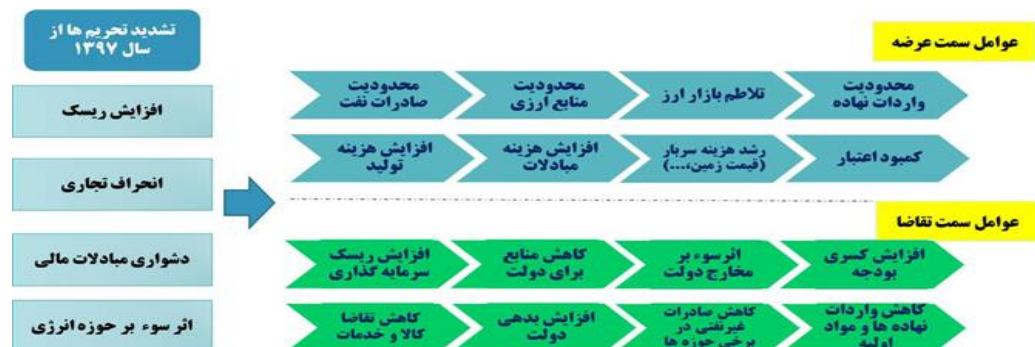 تشدید تحریم ها از
سال ۱۳۹۷
افزایش ریسک
انحراف تجاری
دشواری مبادلات مالی
اثر سوء بر حوزه انرژی
عوامل سمت عرضه
محدودیت
صادرات نفت
محدودیت
منابع ارزی
تلاطم بازار ارز
محدودیت
واردات نهاده
افزایش هزینه
تولید
افزایش هزینه
مبادلات
رشد هزینه سربار
(قیمت زمین،...)
کمبود اعتبار
عوامل سمت تقاضا
افزایش ریسک
سرمایه گذاری
کاهش منابع
برای دولت
اثرسوء بر
مخارج دولت
افزایش کسری
بودجه
کاهش تقاضا
کالا و خدمات
افزایش بدهی
دولت
کاهش صادرات
غیرنفتی در
برخی حوزه ها
کاهش واردات
نهاده ها و مواد
اولیه